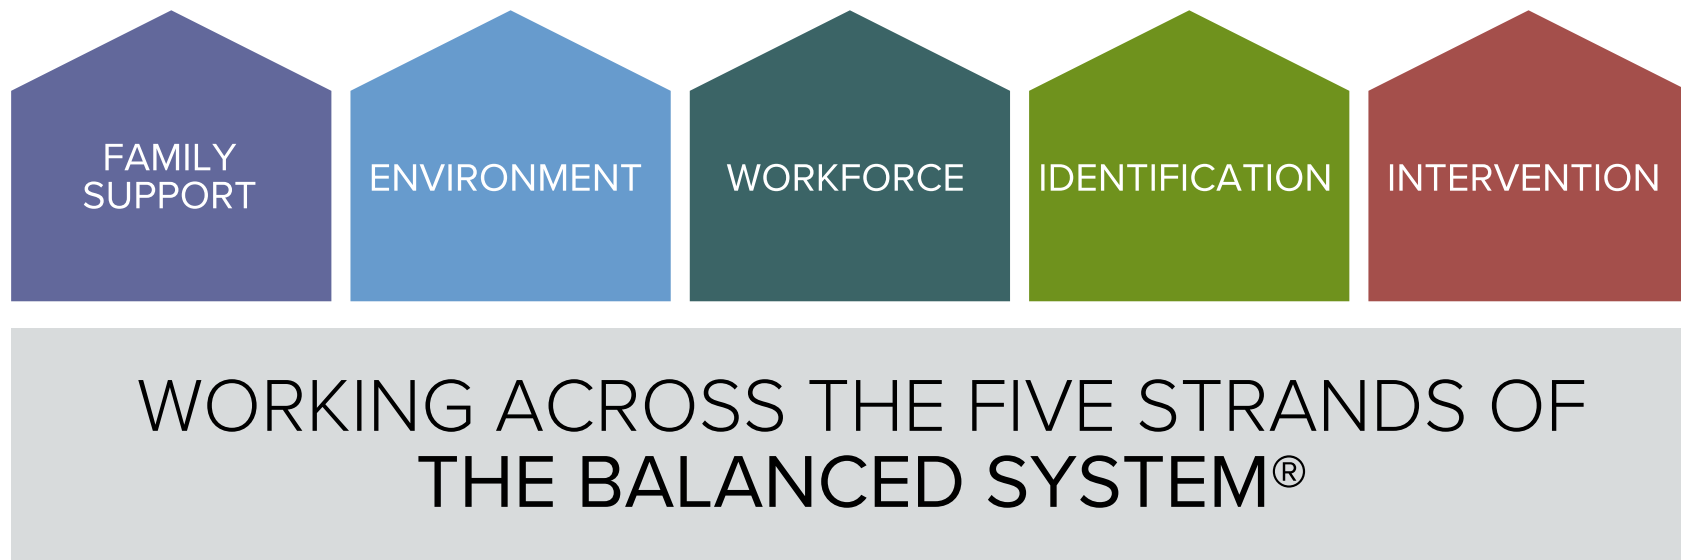 FAMILY
SUPPORT
ENVIRONMENT
WORKFORCE
IDENTIFICATION
INTERVENTION
WORKING ACROSS THE FIVE STRANDS OF
THE BALANCED SYSTEM®